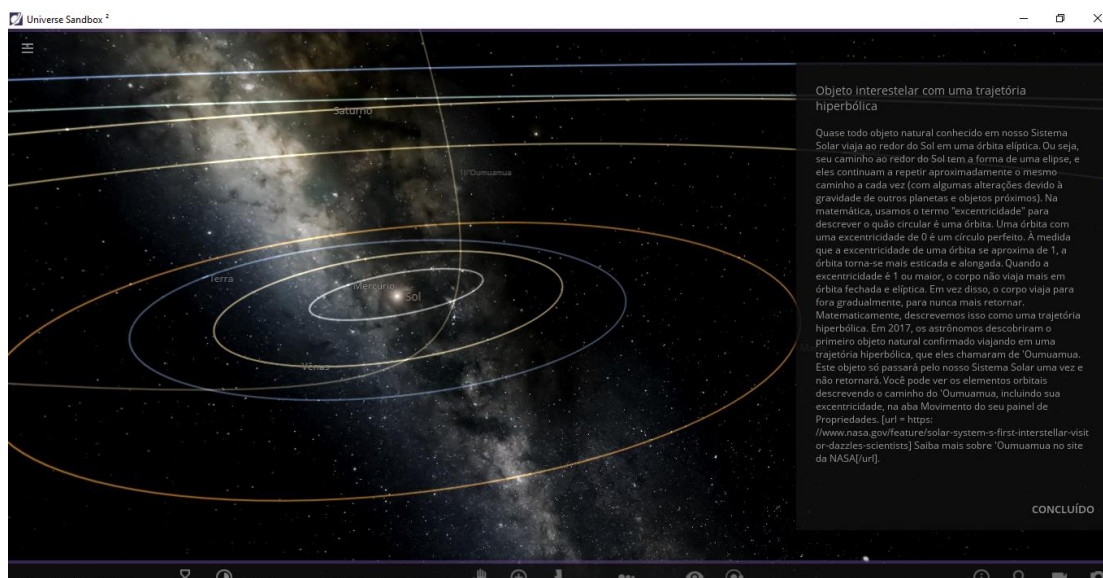 Universe Sandbox ²
Saturno
1I/'Oumuamua
Terra
Mercúrio
Sol
Vênus
Objeto interestelar com uma trajetória
hiperbólica
Quase todo objeto natural conhecido em nosso Sistema
Solar viaja ao redor do Sol em uma órbita elíptica. Ou seja,
seu caminho ao redor do Sol tem a forma de uma elipse, e
eles continuam a repetir aproximadamente o mesmo
caminho a cada vez (com algumas alterações devido à
gravidade de outros planetas e objetos próximos). Na
matemática, usamos o termo "excentricidade" para
descrever o quão circular é uma órbita. Uma órbita com
uma excentricidade de 0 é um círculo perfeito. À medida
que a excentricidade de uma órbita se aproxima de 1, a
órbita torna-se mais esticada e alongada. Quando a
excentricidade é 1 ou maior, o corpo não viaja mais em
órbita fechada e elíptica. Em vez disso, o corpo viaja para
fora gradualmente, para nunca mais retornar.
Matematicamente, descrevemos isso como uma trajetória
hiperbólica. Em 2017, os astrônomos descobriram o
primeiro objeto natural confirmado viajando em uma
trajetória hiperbólica, que eles chamaram de 'Oumuamua.
Este objeto só passará pelo nosso Sistema Solar uma vez e
não retornará. Você pode ver os elementos orbitais
descrevendo o caminho do 'Oumuamua, incluindo sua
excentricidade, na aba Movimento do seu painel de
Propriedades. [url = https:
//www.nasa.gov/feature/solar-system-s-first-interstellar-visit
or-dazzles-scientists] Saiba mais sobre 'Oumuamua no site
da NASA[/url].
CONCLUÍDO